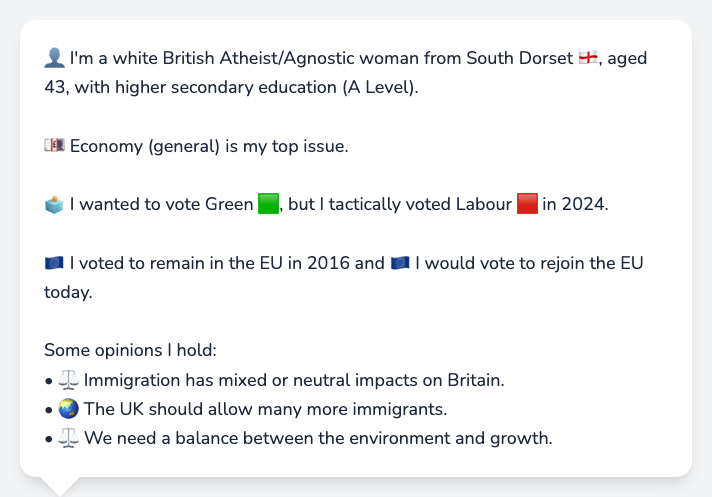 👤 I'm a white British Atheist/Agnostic woman from South Dorset 🏴󠁧󠁢󠁥󠁮󠁧󠁿, aged
43, with higher secondary education (A Level).
💷 Economy (general) is my top issue.
🗳️ I wanted to vote Green 🟩, but I tactically voted Labour 🟥 in 2024.
🇪🇺 I voted to remain in the EU in 2016 and 🇪🇺 I would vote to rejoin the EU
today.
Some opinions I hold:
• ⚖️ Immigration has mixed or neutral impacts on Britain.
• 🌏 The UK should allow many more immigrants.
• ⚖️ We need a balance between the environment and growth.